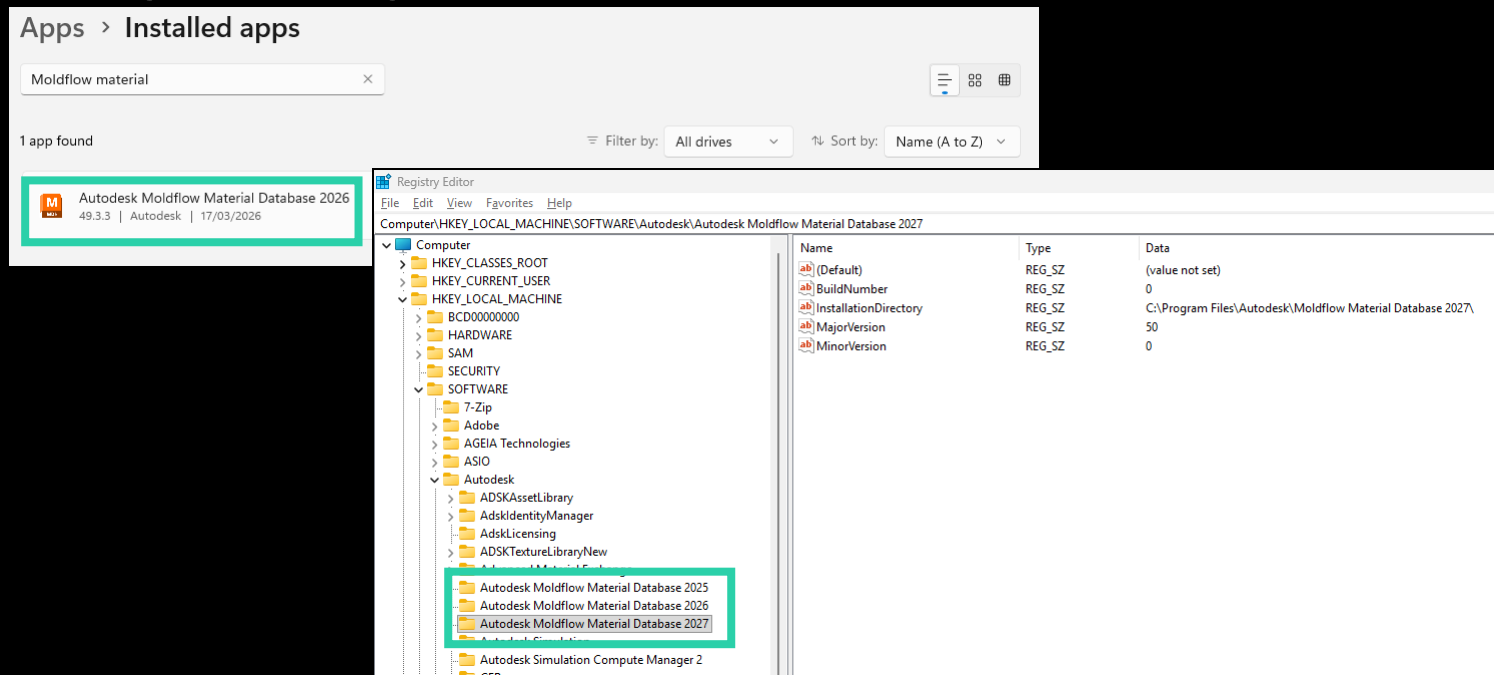 Apps > Installed apps
Moldflow material
1 app found
Filter by: All drives
Sort by: Name (A to Z)
Autodesk Moldflow Material Database 2026
49.3.3 | Autodesk | 17/03/2026
Registry Editor
File Edit View Favorites Help
Computer\HKEY_LOCAL_MACHINE\SOFTWARE\Autodesk\Autodesk Moldflow Material Database 2027
Computer
HKEY_CLASSES_ROOT
HKEY_CURRENT_USER
HKEY_LOCAL_MACHINE
BCD00000000
HARDWARE
SAM
SECURITY
SOFTWARE
7-Zip
Adobe
AGEIA Technologies
ASIO
Autodesk
ADSKAssetLibrary
AdskIdentityManager
AdskLicensing
ADSKTextureLibraryNew
Advanced Material Exchange
Autodesk Moldflow Material Database 2025
Autodesk Moldflow Material Database 2026
Autodesk Moldflow Material Database 2027
Autodesk Simulation
Autodesk Simulation Compute Manager 2
Name Type Data
(Default) REG_SZ (value not set)
BuildNumber REG_SZ 0
InstallationDirectory REG_SZ C:\Program Files\Autodesk\Moldflow Material Database 2027\
MajorVersion REG_SZ 50
MinorVersion REG_SZ 0